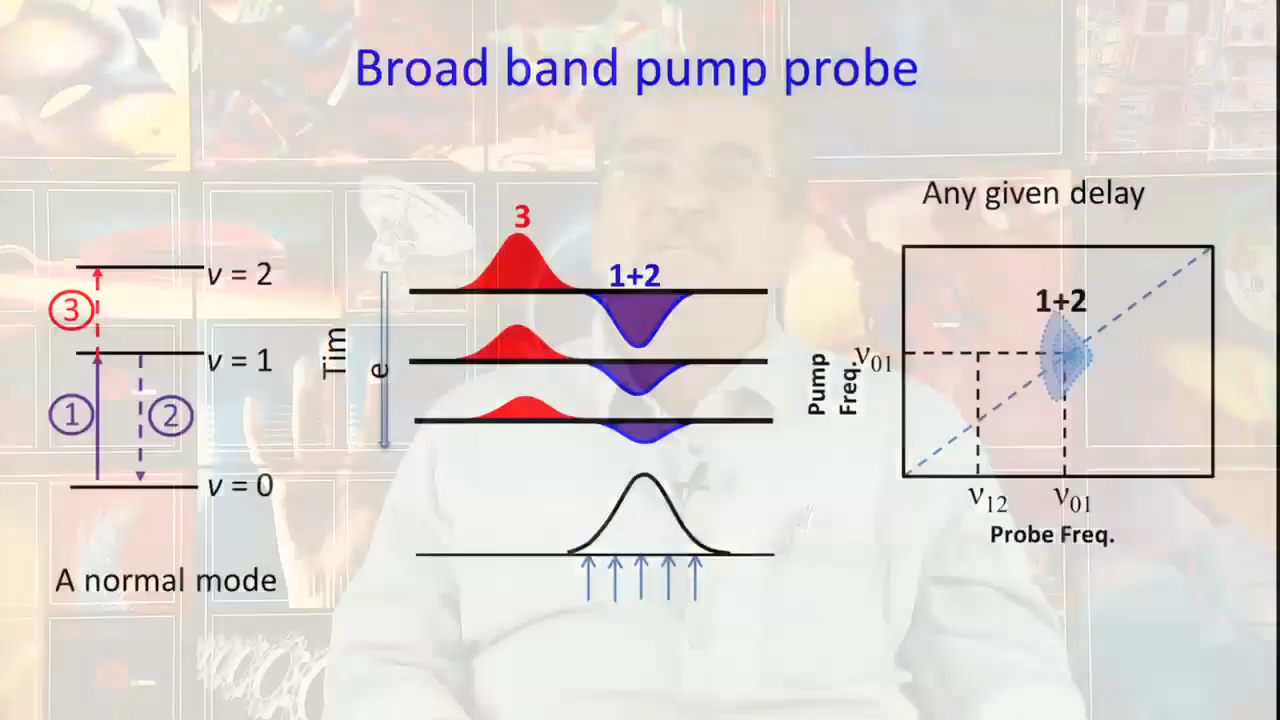 Broad band pump probe
3
v = 2
1
v = 1
2
v = 0
A normal mode
Tim
e
3
1+2
Any given delay
1+2
Pump
Freq.
ν01
ν12
ν01
Probe Freq.